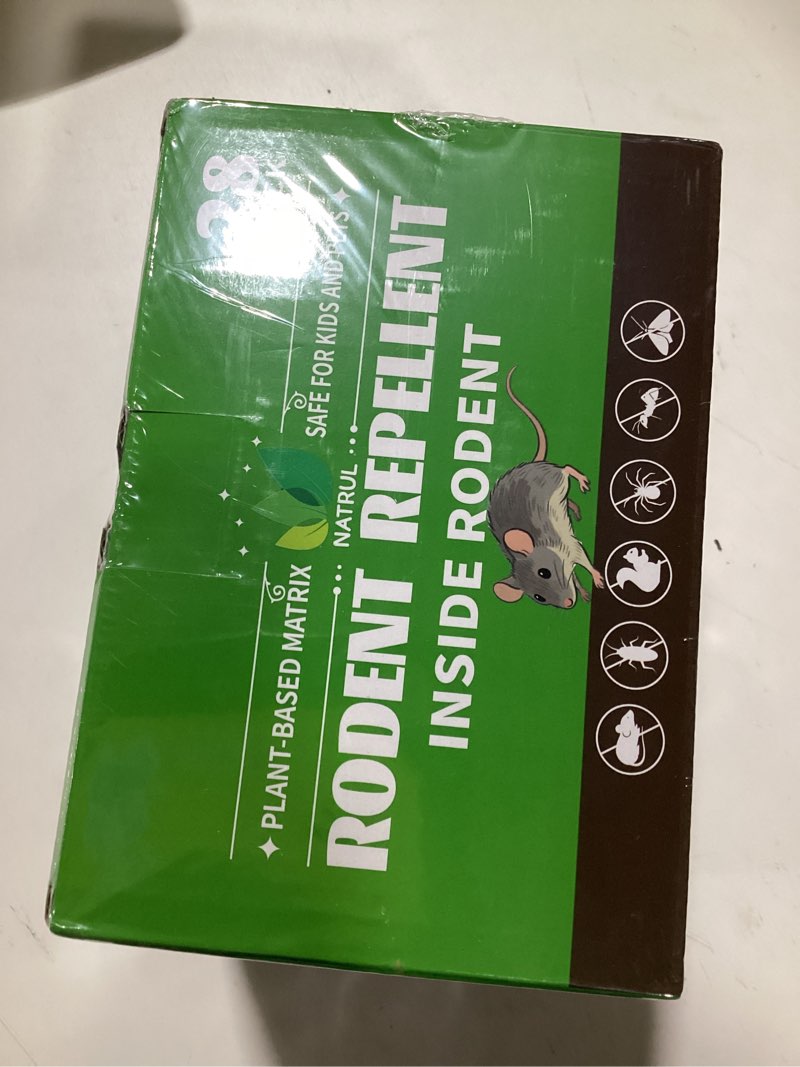 28
PLANT-BASED MATRIX
SAFE FOR KIDS AND PETS
NATRUL
RODENT REPELLENT
INSIDE RODENT